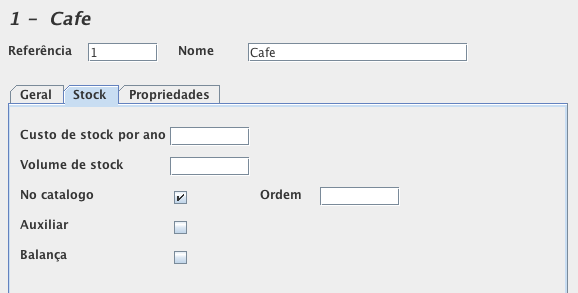 1 - Cafe
Referência 1 Nome Cafe
Geral Stock Propriedades
Custo de stock por ano
Volume de stock
No catalogo Ordem
Auxiliar
Balança